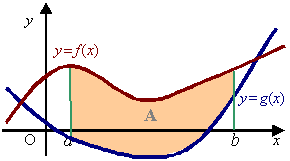 y
y=f(x)
A
y=g(x)
O a b x